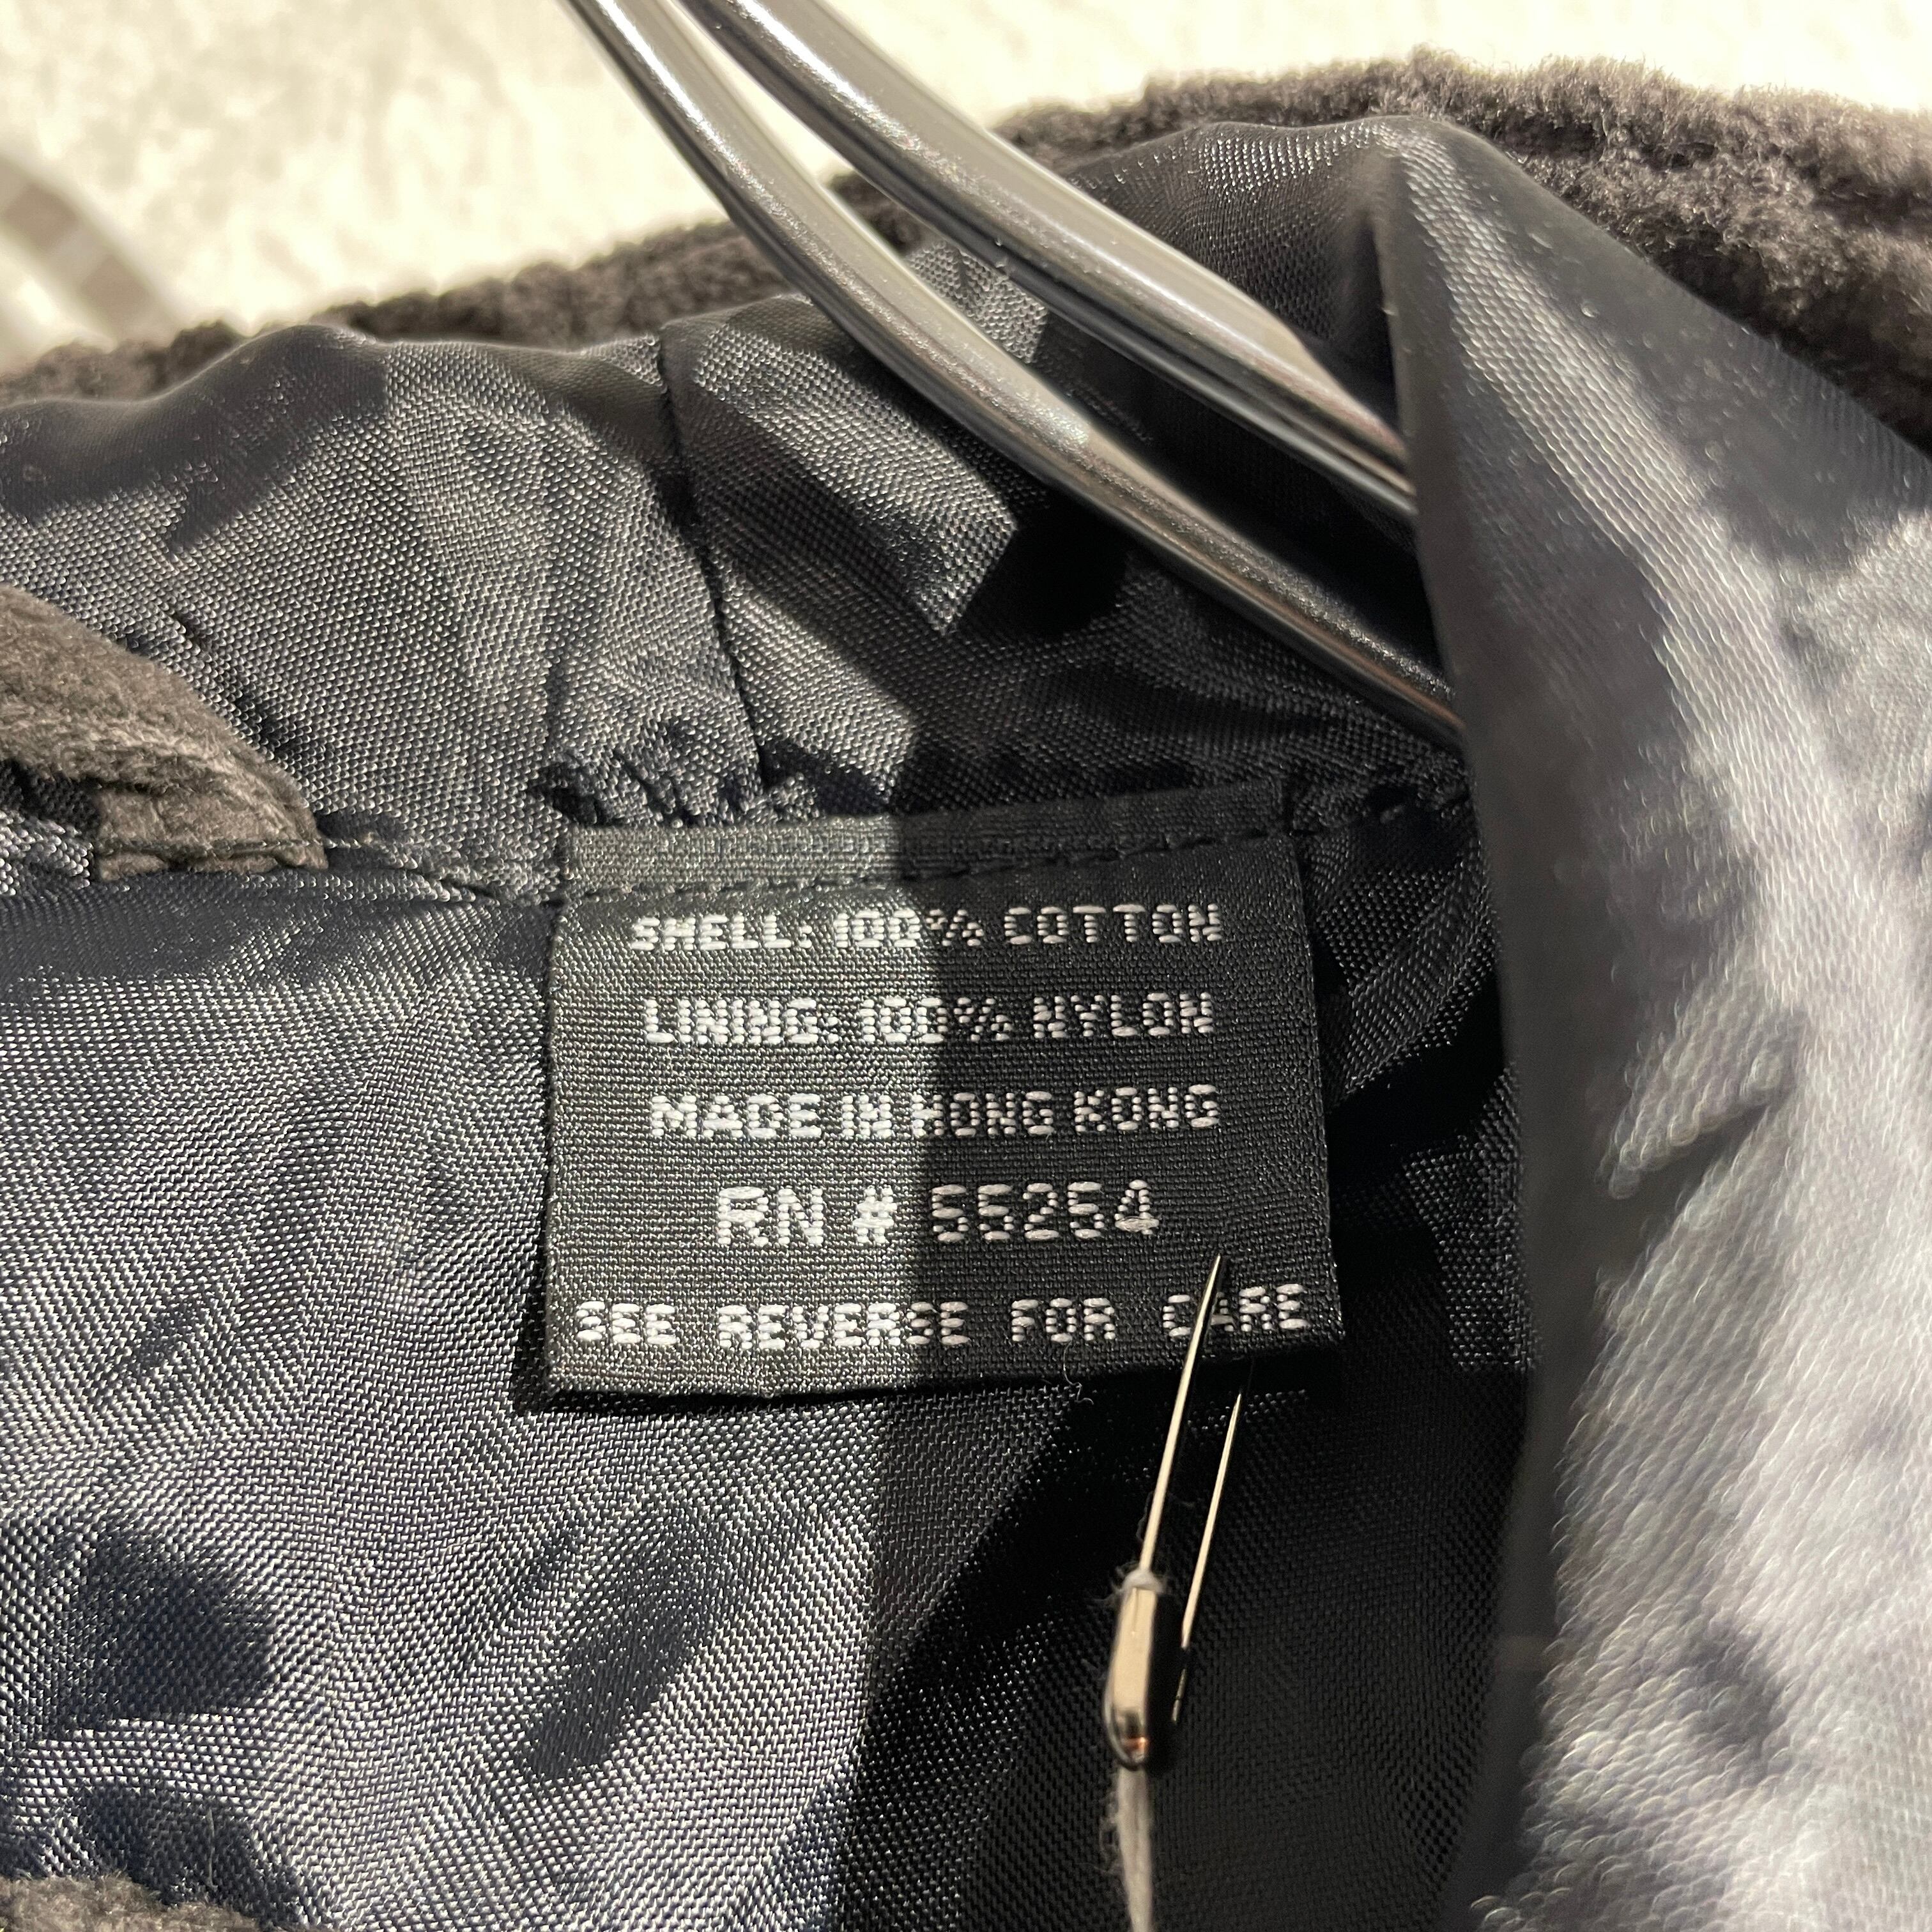 SHELL: 100% COTTON
LINING: 100% NYLON
MADE IN HONG KONG
RN # 55254
SEE REVERSE FOR CARE